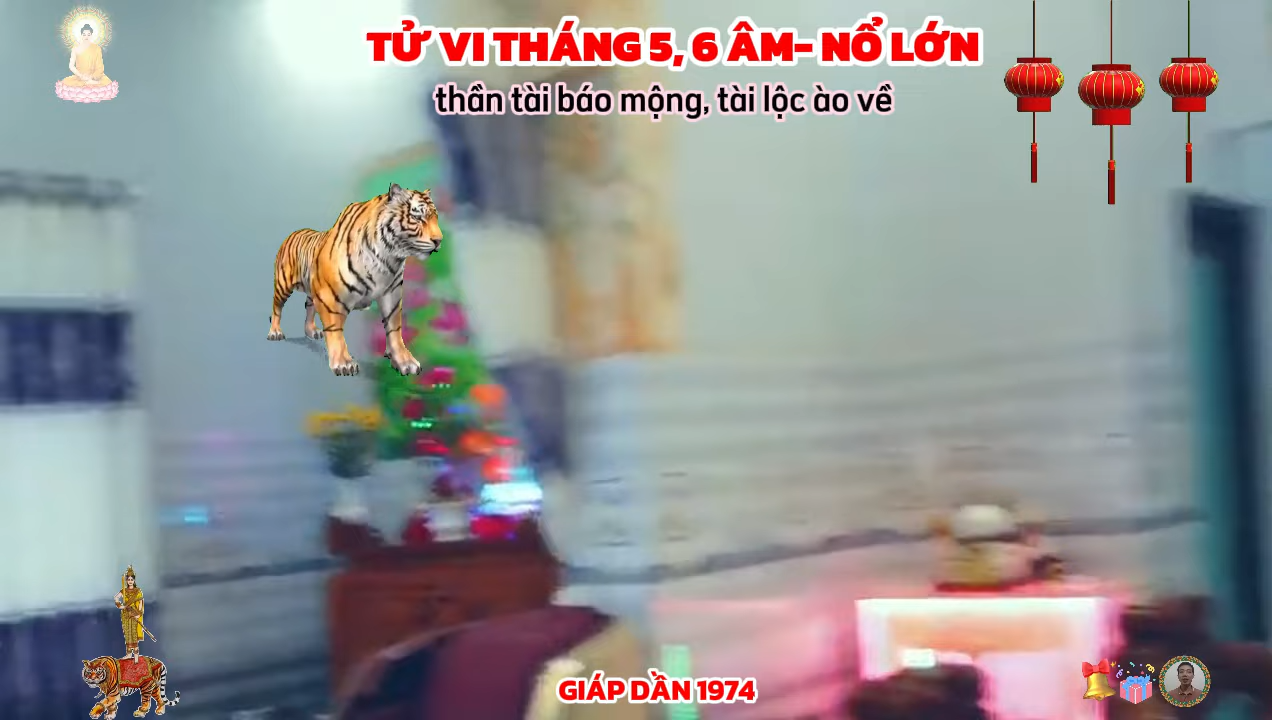 TỬ VI THÁNG 5, 6 ÂM- NỔ LỚN
thần tài báo mộng, tài lộc ào về
GIÁP DẦN 1974